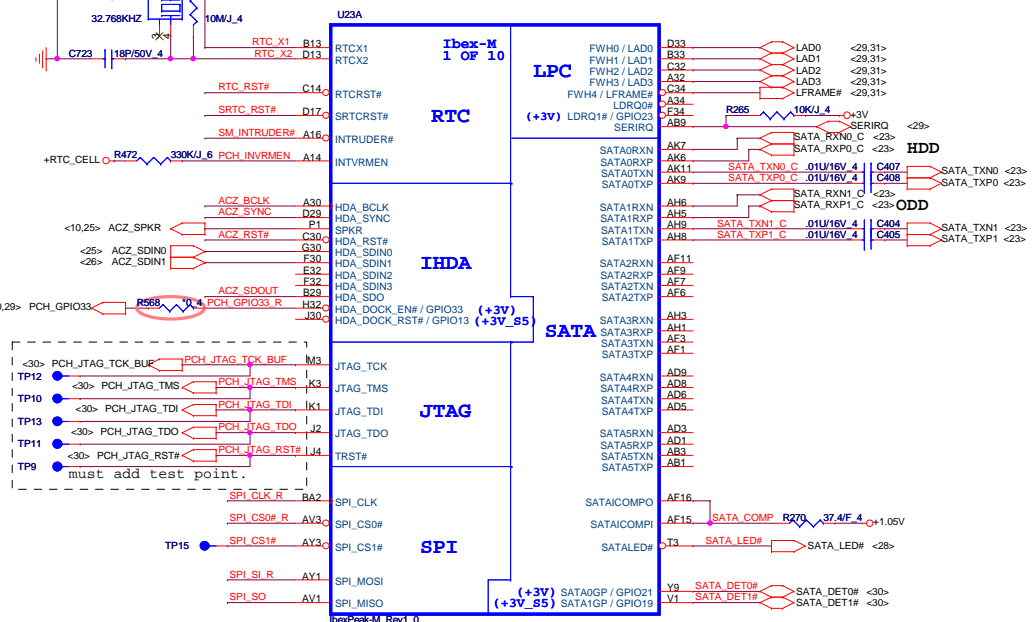 U23A
32.768KHZ
10M/J_4
3 4
C723 18P/50V_4
RTC_X1 B13 RTCX1
RTC_X2 D13 RTCX2
RTC_RST# C14 RTCRST#
SRTC_RST# D17 SRTCRST#
SM_INTRUDER# A16 INTRUDER#
+RTC_CELL R472 330K/J_6 PCH_INVRMEN A14 INTVRMEN
Ibex-M
1 OF 10
RTC
LPC
ACZ_BCLK A30 HDA_BCLK
ACZ_SYNC D29 HDA_SYNC
<10,25> ACZ_SPKR P1 SPKR
ACZ_RST# C30 HDA_RST#
<25> ACZ_SDIN0 G30 HDA_SDIN0
<26> ACZ_SDIN1 F30 HDA_SDIN1
E32 HDA_SDIN2
F32 HDA_SDIN3
ACZ_SDOUT B29 HDA_SDO
,29> PCH_GPIO33 R568 *0_4 PCH_GPIO33_R H32 HDA_DOCK_EN# / GPIO33 (+3V)
J30 HDA_DOCK_RST# / GPIO13 (+3V_S5)
IHDA
SATA
<30> PCH_JTAG_TCK_BUF PCH_JTAG_TCK_BUF M3 JTAG_TCK
TP12
<30> PCH_JTAG_TMS PCH_JTAG_TMS K3 JTAG_TMS
TP10
<30> PCH_JTAG_TDI PCH_JTAG_TDI K1 JTAG_TDI
TP13
<30> PCH_JTAG_TDO PCH_JTAG_TDO J2 JTAG_TDO
TP11
<30> PCH_JTAG_RST# PCH_JTAG_RST# J4 TRST#
TP9
must add test point.
JTAG
SPI_CLK_R BA2 SPI_CLK
SPI_CS0#_R AV3 SPI_CS0#
TP15 SPI_CS1# AY3 SPI_CS1#
SPI_SI_R AY1 SPI_MOSI
SPI_SO AV1 SPI_MISO
SPI
IbexPeak-M_Rev1_0
FWH0 / LAD0 D33 LAD0 <29,31>
FWH1 / LAD1 B33 LAD1 <29,31>
FWH2 / LAD2 C32 LAD2 <29,31>
FWH3 / LAD3 A32 LAD3 <29,31>
FWH4 / LFRAME# C34 LFRAME# <29,31>
LDRQ0# A34
(+3V) LDRQ1# / GPIO23 F34
R265 10K/J_4 +3V
SERIRQ AB9 SERIRQ <29>
SATA0RXN AK7 SATA_RXN0_C <23>
SATA0RXP AK6 SATA_RXP0_C <23>
HDD
SATA0TXN AK11 SATA_TXN0_C .01U/16V_4 C407 SATA_TXN0 <23>
SATA0TXP AK9 SATA_TXP0_C .01U/16V_4 C408 SATA_TXP0 <23>
SATA1RXN AH6 SATA_RXN1_C <23>
SATA1RXP AH5 SATA_RXP1_C <23>
ODD
SATA1TXN AH9 SATA_TXN1_C .01U/16V_4 C404 SATA_TXN1 <23>
SATA1TXP AH8 SATA_TXP1_C .01U/16V_4 C405 SATA_TXP1 <23>
SATA2RXN AF11
SATA2RXP AF9
SATA2TXN AF7
SATA2TXP AF6
SATA3RXN AH3
SATA3RXP AH1
SATA3TXN AF3
SATA3TXP AF1
SATA4RXN AD9
SATA4RXP AD8
SATA4TXN AD6
SATA4TXP AD5
SATA5RXN AD3
SATA5RXP AD1
SATA5TXN AB3
SATA5TXP AB1
SATAICOMPO AF16
SATAICOMPI AF15 SATA_COMP R270 37.4/F_4 +1.05V
SATALED# T3 SATA_LED# SATA_LED# <28>
(+3V) SATA0GP / GPIO21 Y9 SATA_DET0# SATA_DET0# <30>
(+3V_S5) SATA1GP / GPIO19 V1 SATA_DET1# SATA_DET1# <30>